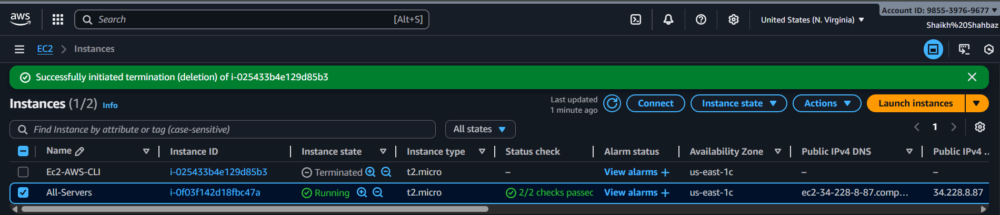 aws
Search [Alt+S]
United States (N. Virginia)
Account ID: 9855-3976-9677
Shaikh%20Shahbaz
EC2 Instances
Successfully initiated termination (deletion) of i-025433b4e129d85b3
Instances (1/2) Info
Last updated
1 minute ago
Connect Instance state Actions Launch instances
Find Instance by attribute or tag (case-sensitive) All states 1
Name Instance ID Instance state Instance type Status check Alarm status Availability Zone Public IPv4 DNS Public IPv4 ..
Ec2-AWS-CLI i-025433b4e129d85b3 Terminated t2.micro – View alarms + us-east-1c – –
All-Servers i-0f03f142d18fbc47a Running t2.micro 2/2 checks passec View alarms + us-east-1c ec2-34-228-8-87.comp... 34.228.8.87